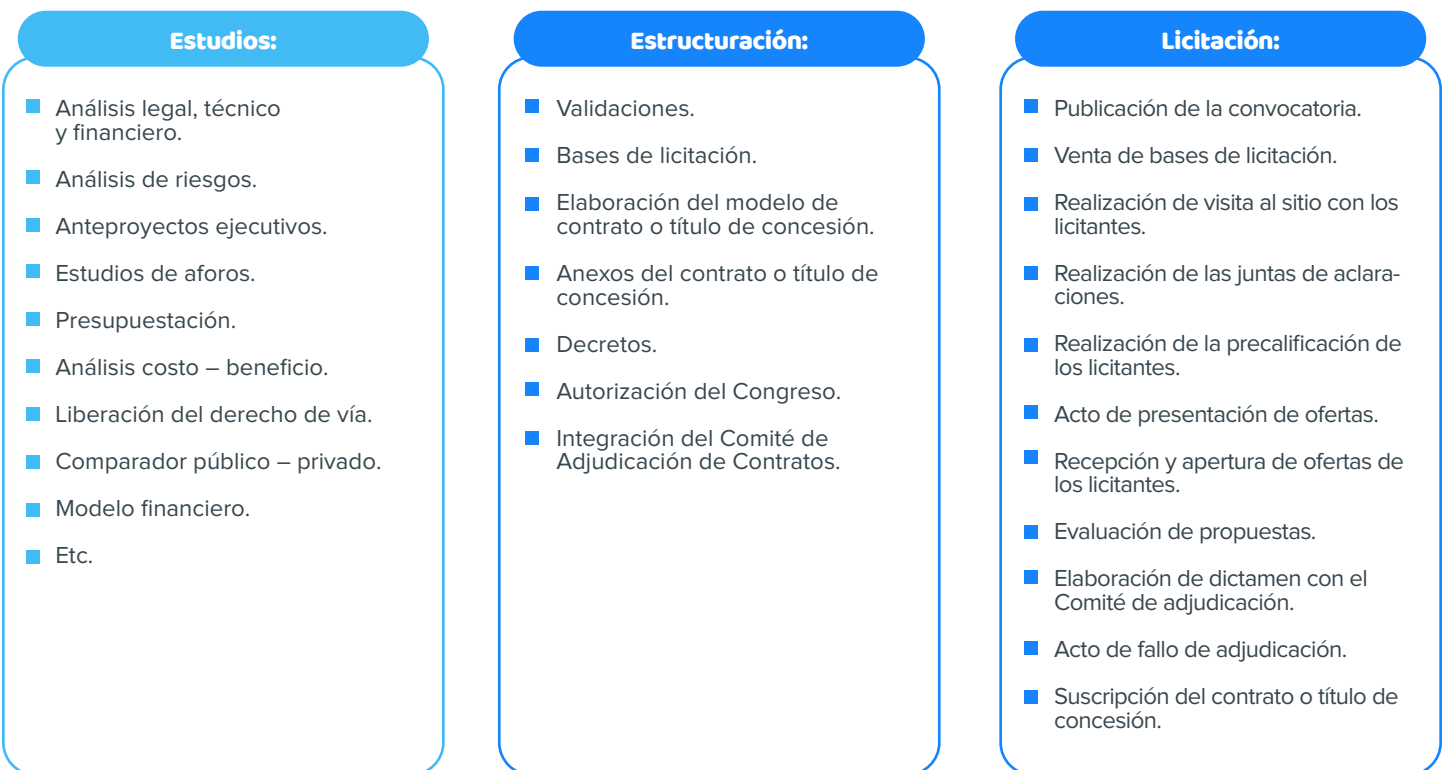 Estudios:
Análisis legal, técnico
y financiero.
Análisis de riesgos.
Anteproyectos ejecutivos.
Estudios de aforos.
Presupuestación.
Análisis costo – beneficio.
Liberación del derecho de vía.
Comparador público – privado.
Modelo financiero.
Etc.
Estructuración:
Validaciones.
Bases de licitación.
Elaboración del modelo de
contrato o título de concesión.
Anexos del contrato o título de
concesión.
Decretos.
Autorización del Congreso.
Integración del Comité de
Adjudicación de Contratos.
Licitación:
Publicación de la convocatoria.
Venta de bases de licitación.
Realización de visita al sitio con los
licitantes.
Realización de las juntas de aclara-
ciones.
Realización de la precalificación de
los licitantes.
Acto de presentación de ofertas.
Recepción y apertura de ofertas de
los licitantes.
Evaluación de propuestas.
Elaboración de dictamen con el
Comité de adjudicación.
Acto de fallo de adjudicación.
Suscripción del contrato o título de
concesión.